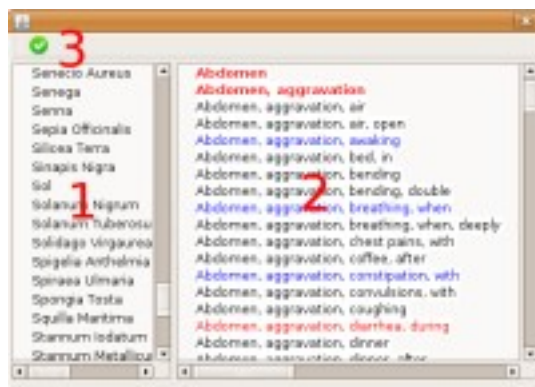 3
Senecio Aureus
Senega
Senna
Sepia Officinalis
Silicea Terra
Sinapis Nigra
Sol
Solanum Nigrum
1
Solanum Tuberosu
Solidago Virgaurea
Spigelia Anthelmia
Spiraea Ulmaria
Spongia Tosta
Squilla Maritima
Stannum Iodatum
Stannum Metallicu
Abdomen
Abdomen, aggravation
Abdomen, aggravation, air
Abdomen, aggravation, air, open
Abdomen, aggravation, awaking
Abdomen, aggravation, bed, in
Abdomen, aggravation, bending
Abdomen, aggravation, bending, double
2
Abdomen, aggravation, breathing, when
Abdomen, aggravation, breathing, when, deeply
Abdomen, aggravation, chest pains, with
Abdomen, aggravation, coffee, after
Abdomen, aggravation, constipation, with
Abdomen, aggravation, convulsions, with
Abdomen, aggravation, coughing
Abdomen, aggravation, diarrhea, during
Abdomen, aggravation, dinner
Abdomen, aggravation, dinner, after